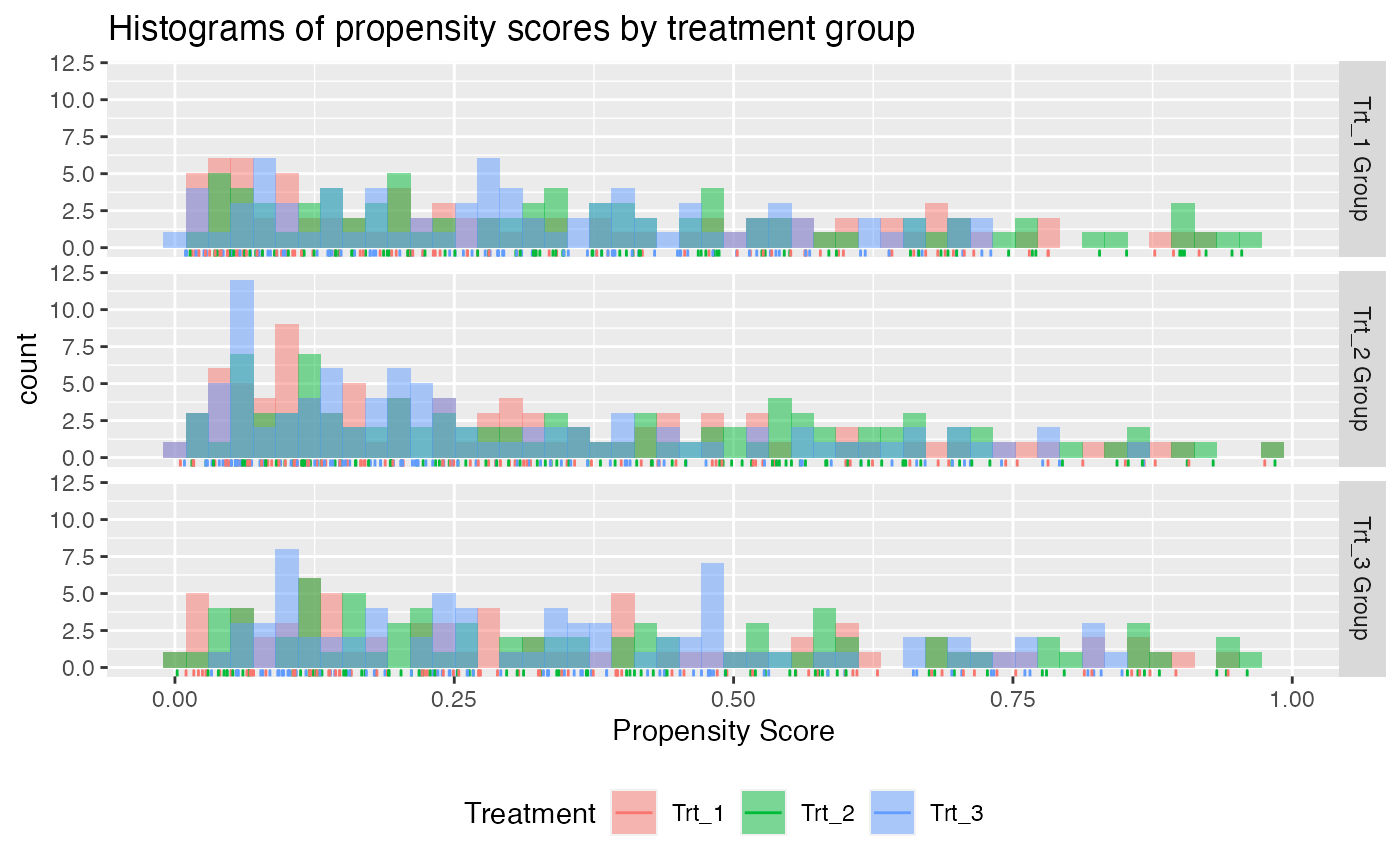 Histograms of propensity scores by treatment group
12.5
10.0
7.5
5.0
2.5
0.0
Trt_1 Group
12.5
10.0
7.5
5.0
2.5
0.0
Trt_2 Group
count
12.5
10.0
7.5
5.0
2.5
0.0
Trt_3 Group
0.00 0.25 0.50 0.75 1.00
Propensity Score
Treatment Trt_1 Trt_2 Trt_3